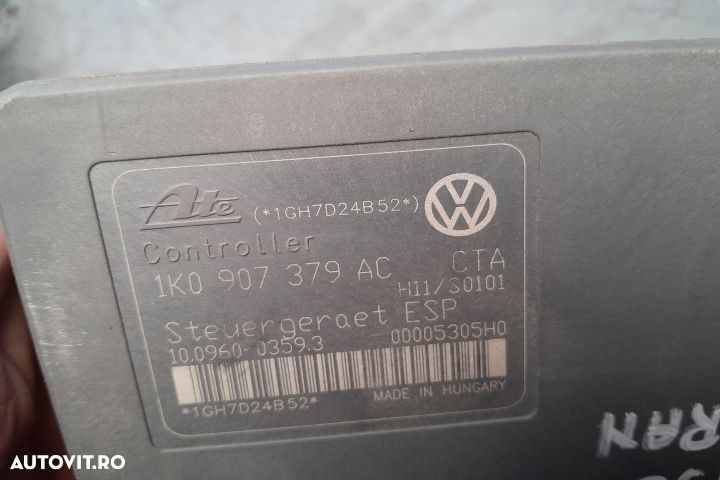 Ate (*1GH7D24B52*)
Controller
1K0 907 379 AC CTA
H11/S0101
Steuergeraet ESP
10.0960-0359.3 00005305H0
MADE IN HUNGARY
*1GH7D24B52*
RAN
AUTOVIT.RO